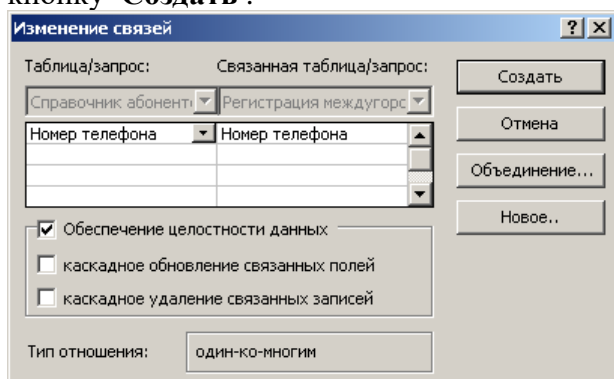 кнопку "Создать".
Изменение связей
Таблица/запрос: Связанная таблица/запрос:
Создать
Справочник абонент Регистрация междугорс
Номер телефона Номер телефона
Отмена
Объединение...
Новое..
Обеспечение целостности данных
каскадное обновление связанных полей
каскадное удаление связанных записей
Тип отношения: один-ко-многим